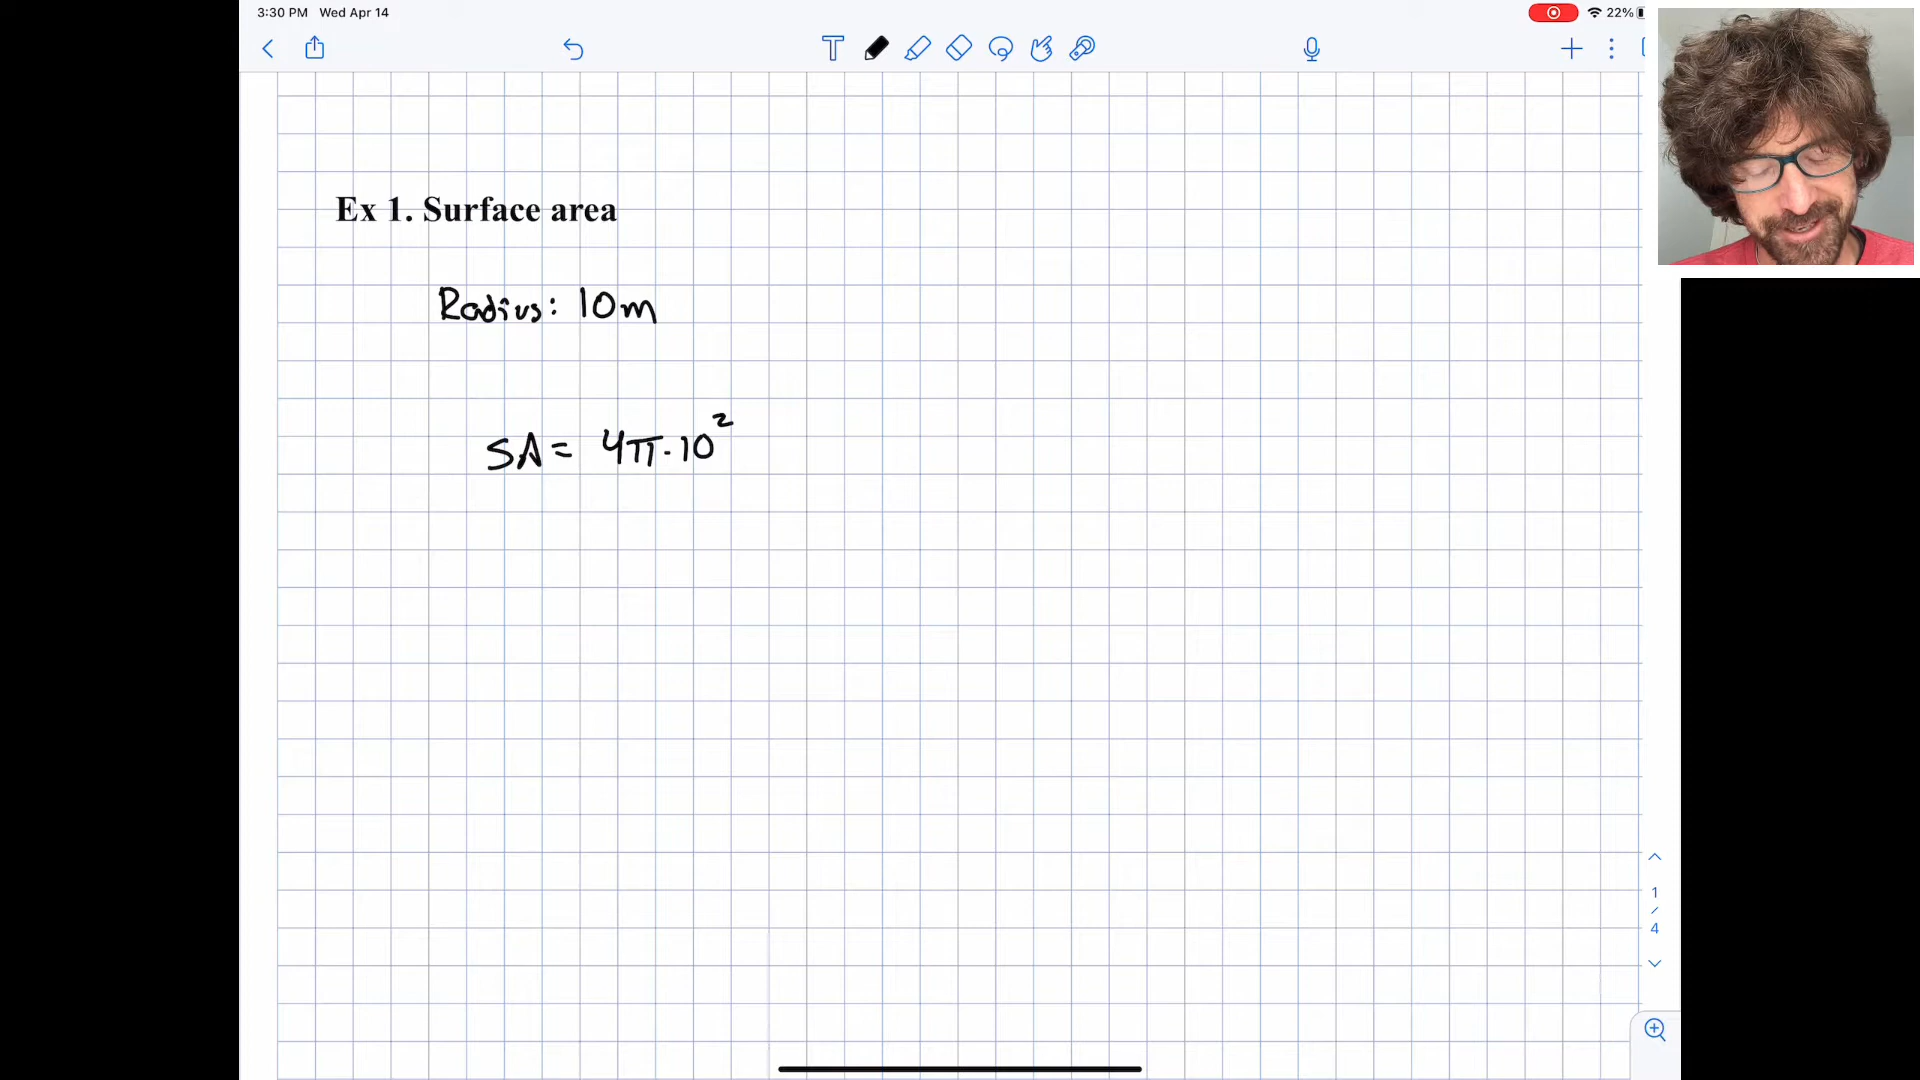 3:30 PM Wed Apr 14
22%
T
Ex 1. Surface area
Radius: 10m
SA = 4π·10²
1
/
4